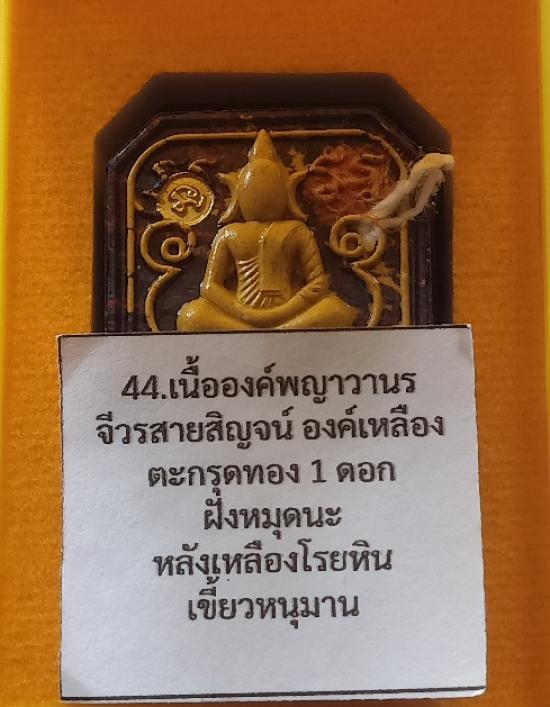 44.เนื้อองค์พญาวานร
จีวรสายสิญจน์ องค์เหลือง
ตะกรุดทอง 1 ดอก
ฝังหมุดนะ
หลังเหลืองโรยหิน
เขี้ยวหนุมาน